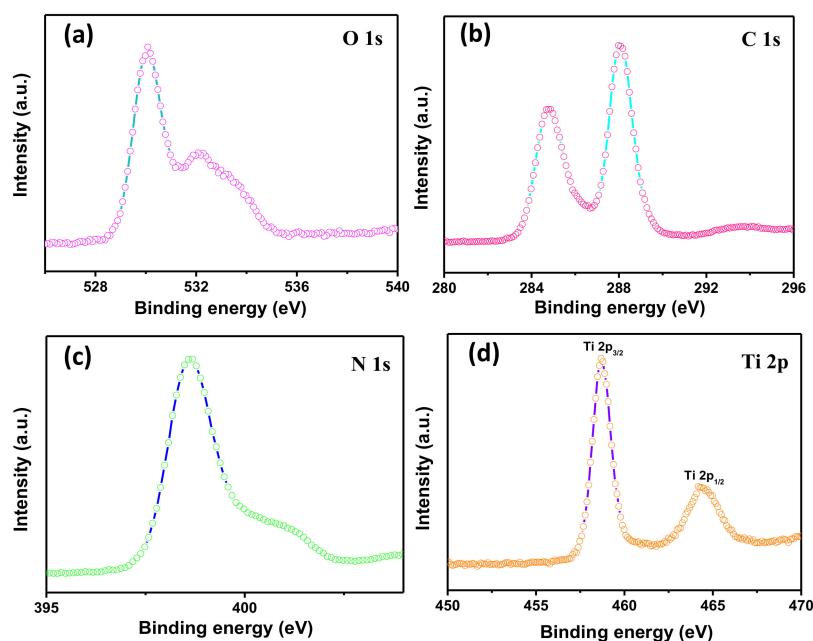 (a)
O 1s
Intensity (a.u.)
528 532 536 540
Binding energy (eV)
(b)
C 1s
Intensity (a.u.)
280 284 288 292 296
Binding energy (eV)
(c)
N 1s
Intensity (a.u.)
395 400
Binding energy (eV)
(d)
Ti 2p
Ti 2p3/2
Ti 2p1/2
Intensity (a.u.)
450 455 460 465 470
Binding energy (eV)